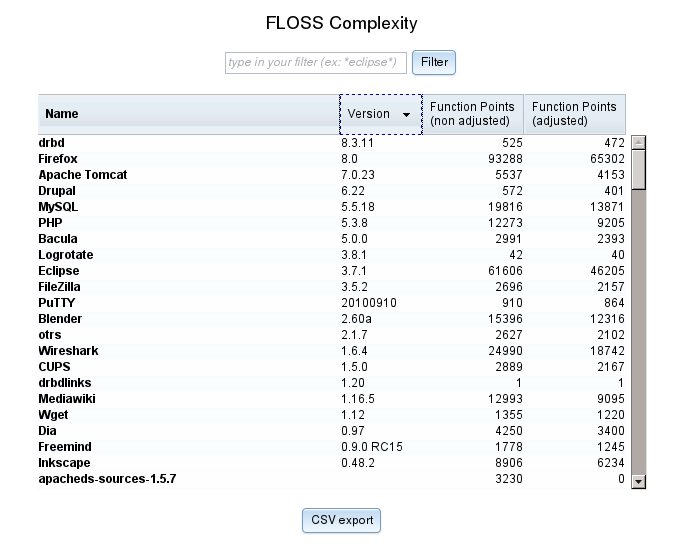 FLOSS Complexity
type in your filter (ex: *eclipse*) Filter
Name Version Function Points (non adjusted) Function Points (adjusted)
drbd 8.3.11 525 472
Firefox 8.0 93288 65302
Apache Tomcat 7.0.23 5537 4153
Drupal 6.22 572 401
MySQL 5.5.18 19816 13871
PHP 5.3.8 12273 9205
Bacula 5.0.0 2991 2393
Logrotate 3.8.1 42 40
Eclipse 3.7.1 61606 46205
FileZilla 3.5.2 2696 2157
PuTTY 20100910 910 864
Blender 2.60a 15396 12316
otrs 2.1.7 2627 2102
Wireshark 1.6.4 24990 18742
CUPS 1.5.0 2889 2167
drbdlinks 1.20 1 1
Mediawiki 1.16.5 12993 9095
Wget 1.12 1355 1220
Dia 0.97 4250 3400
Freemind 0.9.0 RC15 1778 1245
Inkscape 0.48.2 8906 6234
apacheds-sources-1.5.7 3230 0
CSV export